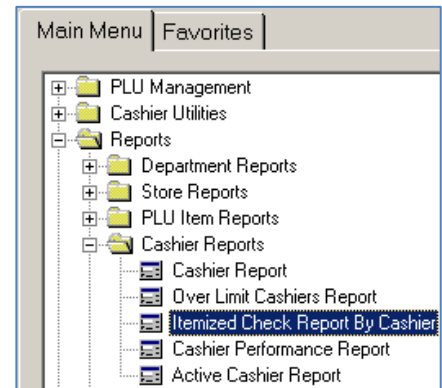 Main Menu Favorites
PLU Management
Cashier Utilities
Reports
Department Reports
Store Reports
PLU Item Reports
Cashier Reports
Cashier Report
Over Limit Cashiers Report
Itemized Check Report By Cashier
Cashier Performance Report
Active Cashier Report